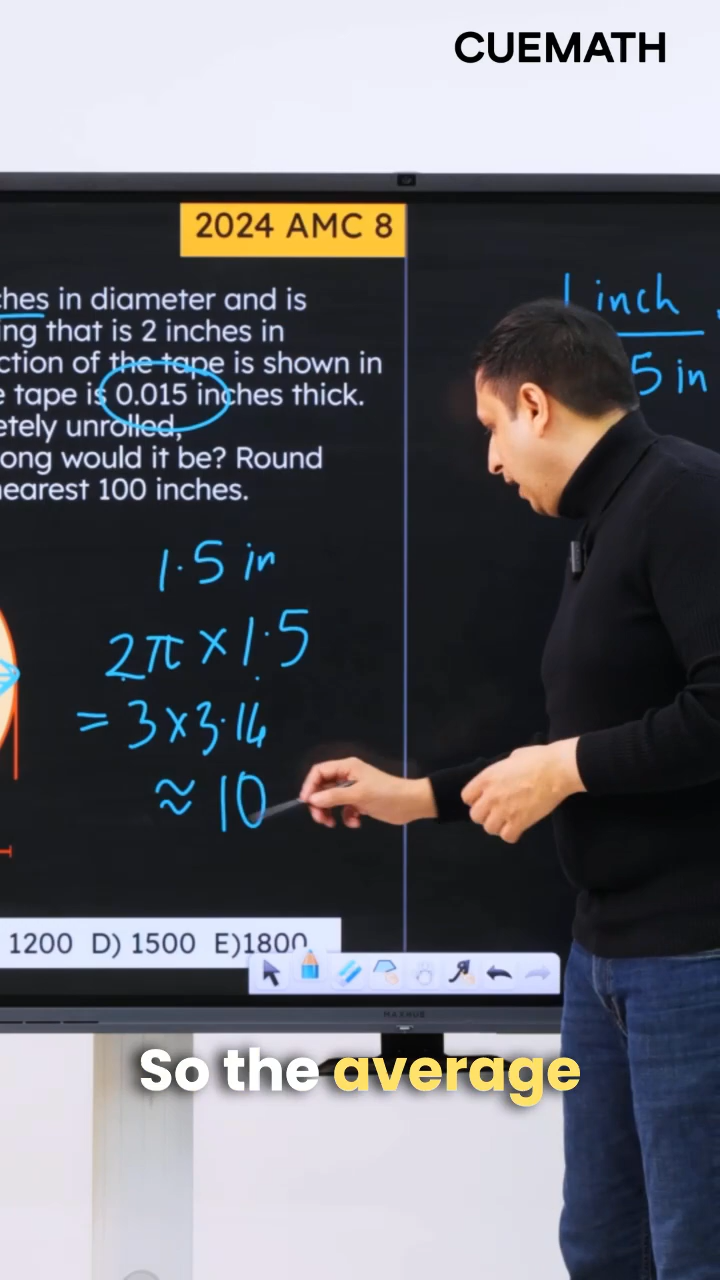 CUEMATH
2024 AMC 8
ches in diameter and is
ing that is 2 inches in
ction of the tape is shown in
e tape is 0.015 inches thick.
etely unrolled,
ong would it be? Round
nearest 100 inches.
1 inch
5 in
1.5 in
2π × 1.5
= 3 × 3.14
≈ 10
1200 D) 1500 E)1800
MAXHUB
So the average